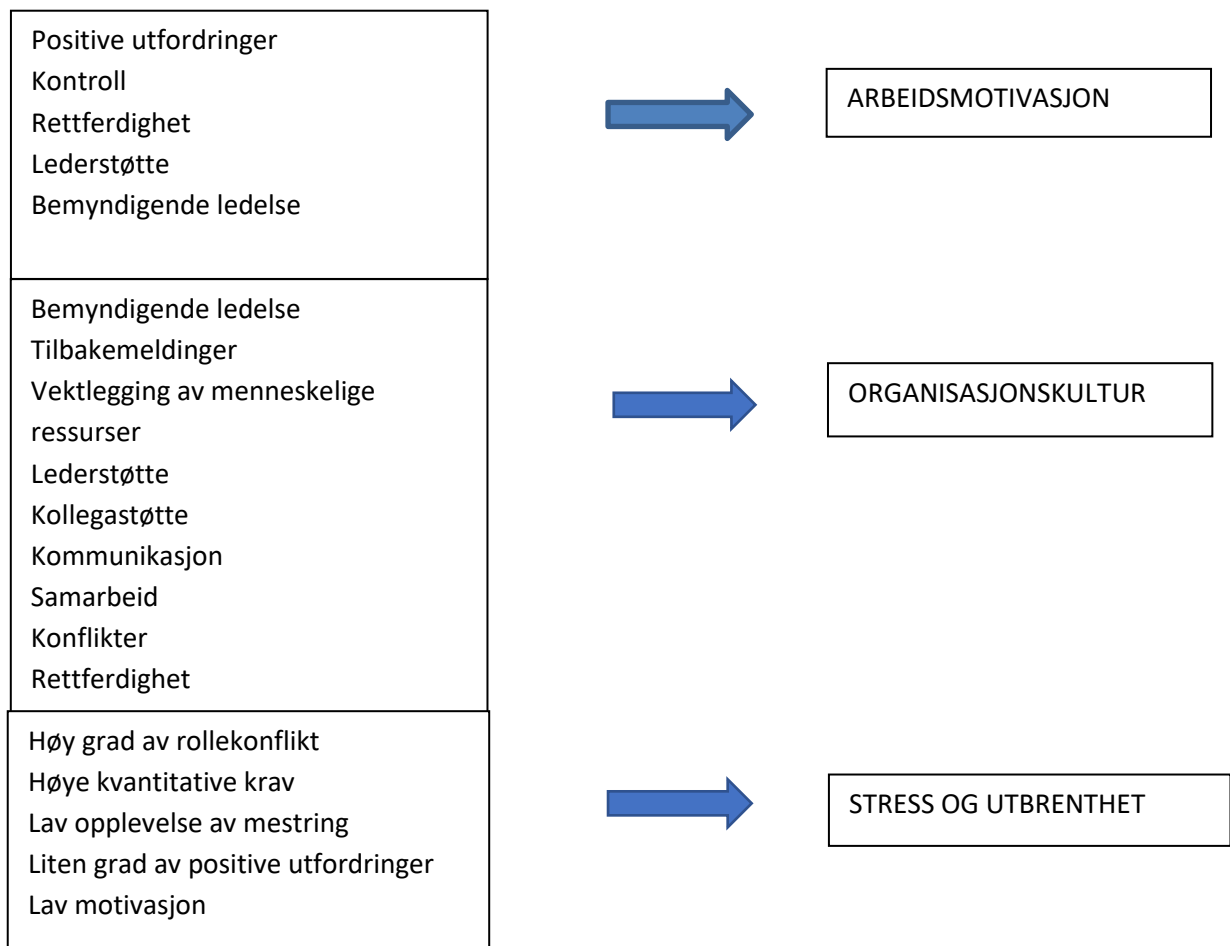 Positive utfordringer
Kontroll
Rettferdighet
Lederstøtte
Bemyndigende ledelse
ARBEIDSMOTIVASJON
Bemyndigende ledelse
Tilbakemeldinger
Vektlegging av menneskelige
ressurser
Lederstøtte
Kollegastøtte
Kommunikasjon
Samarbeid
Konflikter
Rettferdighet
ORGANISASJONSKULTUR
Høy grad av rollekonflikt
Høye kvantitative krav
Lav opplevelse av mestring
Liten grad av positive utfordringer
Lav motivasjon
STRESS OG UTBRENTHET